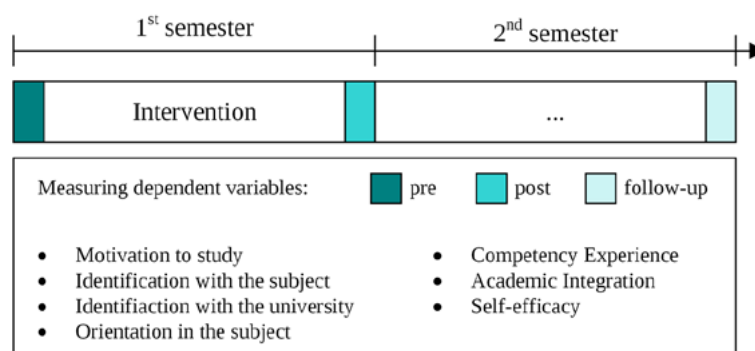 1st semester
2nd semester
Intervention
...
Measuring dependent variables: pre post follow-up
• Motivation to study
• Identification with the subject
• Identifiaction with the university
• Orientation in the subject
• Competency Experience
• Academic Integration
• Self-efficacy